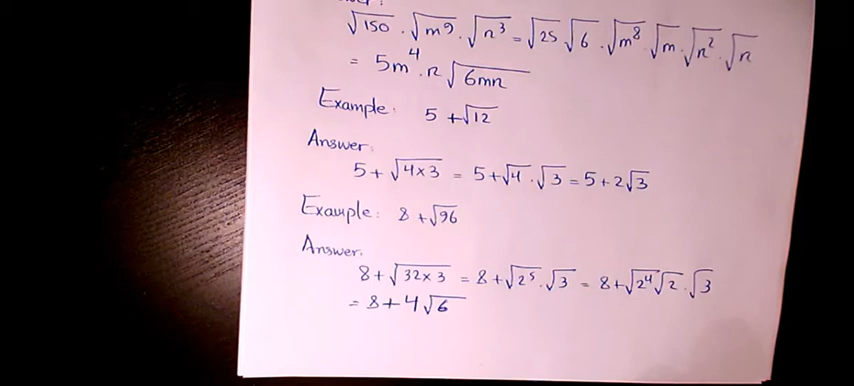 √150 . √m⁹ . √n³ = √25 √6 . √m⁸ . √m . √n² . √n
= 5m⁴ . n √6mn
Example: 5 + √12
Answer:
5 + √4×3 = 5 + √4 . √3 = 5 + 2√3
Example: 8 + √96
Answer.
8 + √32×3 = 8 + √2⁵ . √3 = 8 + √2⁴ √2 . √3
= 8 + 4√6